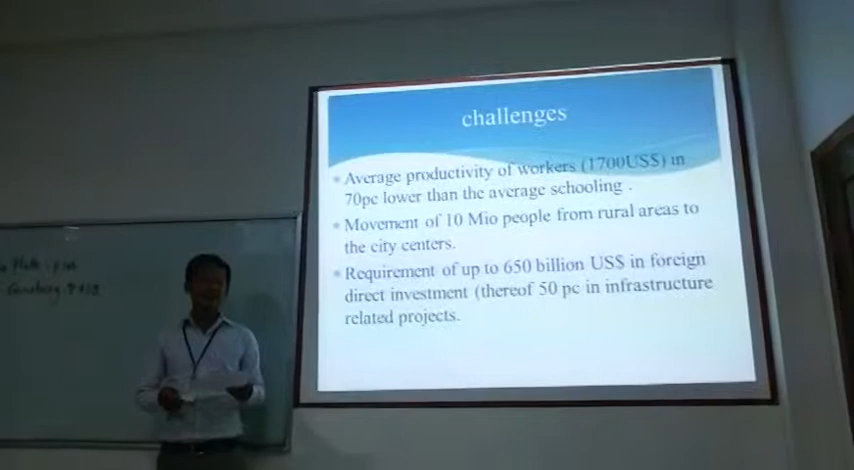 challenges
Average productivity of workers (1700US$) in
70pc lower than the average schooling .
Movement of 10 Mio people from rural areas to
the city centers.
Requirement of up to 650 billion US$ in foreign
direct investment (thereof 50 pc in infrastructure
related projects.